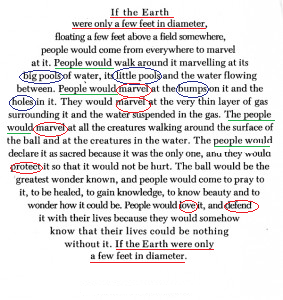 If the Earth
were only a few feet in diameter,
floating a few feet above a field somewhere,
people would come from everywhere to marvel
at it. People would walk around it marvelling at its
big pools of water, its little pools and the water flowing
between. People would marvel at the bumps on it and the
holes in it. They would marvel at the very thin layer of gas
surrounding it and the water suspended in the gas. The people
would marvel at all the creatures walking around the surface of
the ball and at the creatures in the water. The people would
declare it as sacred because it was the only one, and they would
protect it so that it would not be hurt. The ball would be the
greatest wonder known, and people would come to pray to
it, to be healed, to gain knowledge, to know beauty and to
wonder how it could be. People would love it, and defend
it with their lives because they would somehow
know that their lives could be nothing
without it. If the Earth were only
a few feet in diameter.